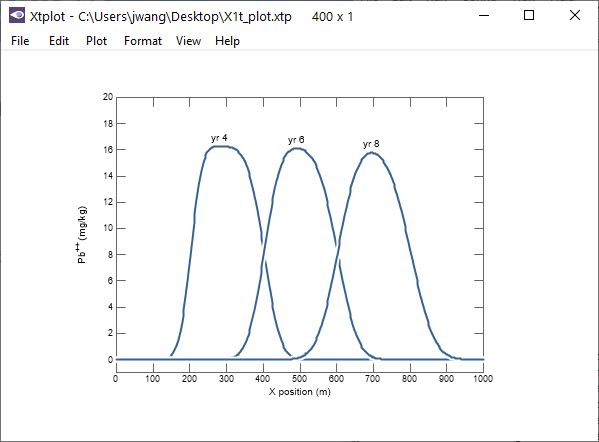 Xtplot - C:\Users\jwang\Desktop\X1t_plot.xtp 400 x 1
File Edit Plot Format View Help
20
18
16
14
12
10
8
6
4
2
0
Pb++ (mg/kg)
yr 4 yr 6 yr 8
0 100 200 300 400 500 600 700 800 900 1000
X position (m)